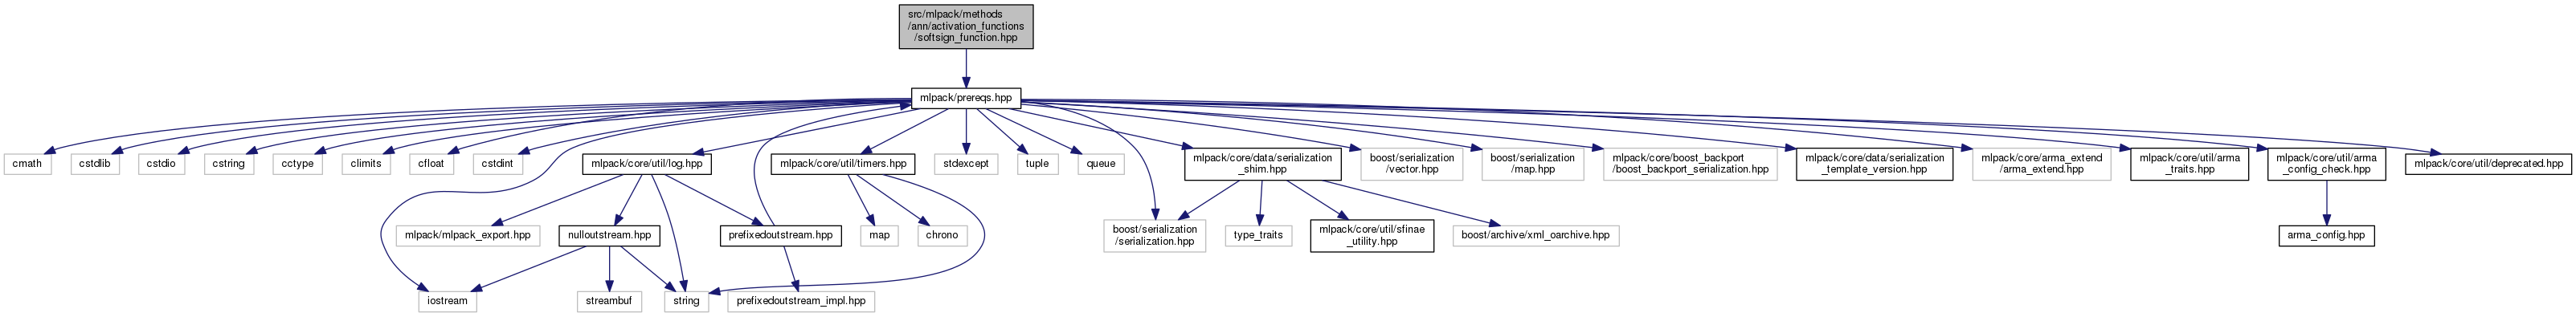 src/mlpack/methods
/ann/activation_functions
/softsign_function.hpp
mlpack/prereqs.hpp
cmath
cstdlib
cstdio
cstring
cctype
climits
cfloat
cstdint
mlpack/core/util/log.hpp
mlpack/core/util/timers.hpp
stdexcept
tuple
queue
mlpack/core/data/serialization
_shim.hpp
boost/serialization
/vector.hpp
boost/serialization
/map.hpp
mlpack/core/boost_backport
/boost_backport_serialization.hpp
mlpack/core/data/serialization
_template_version.hpp
mlpack/core/arma_extend
/arma_extend.hpp
mlpack/core/util/arma
_traits.hpp
mlpack/core/util/arma
_config_check.hpp
mlpack/core/util/deprecated.hpp
mlpack/mlpack_export.hpp
nulloutstream.hpp
prefixedoutstream.hpp
map
chrono
boost/serialization
/serialization.hpp
type_traits
mlpack/core/util/sfinae
_utility.hpp
boost/archive/xml_oarchive.hpp
arma_config.hpp
iostream
streambuf
string
prefixedoutstream_impl.hpp